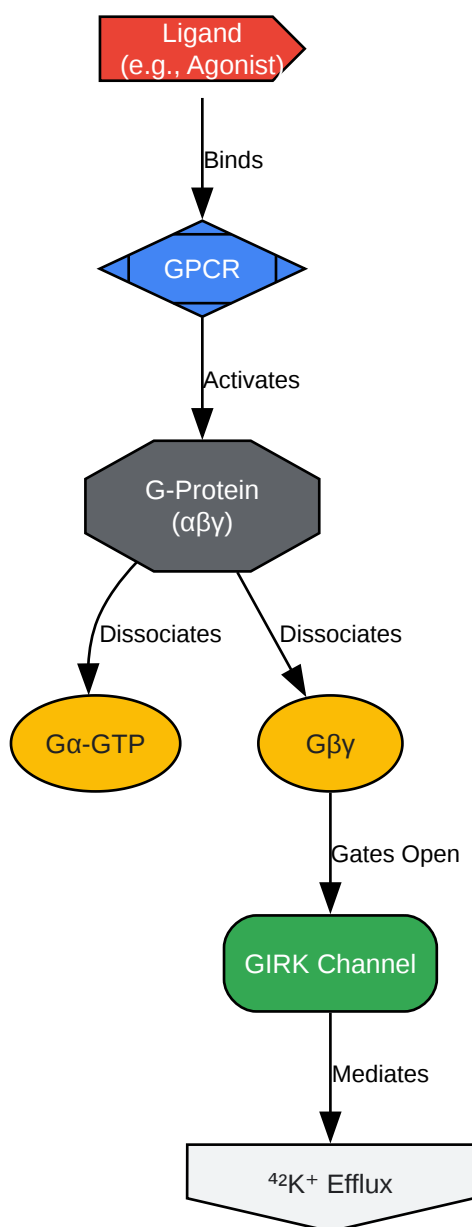 Ligand
(e.g., Agonist)
Binds
GPCR
Activates
G-Protein
(αβγ)
Dissociates
Dissociates
Gα-GTP
Gβγ
Gates Open
GIRK Channel
Mediates
⁴²K⁺ Efflux